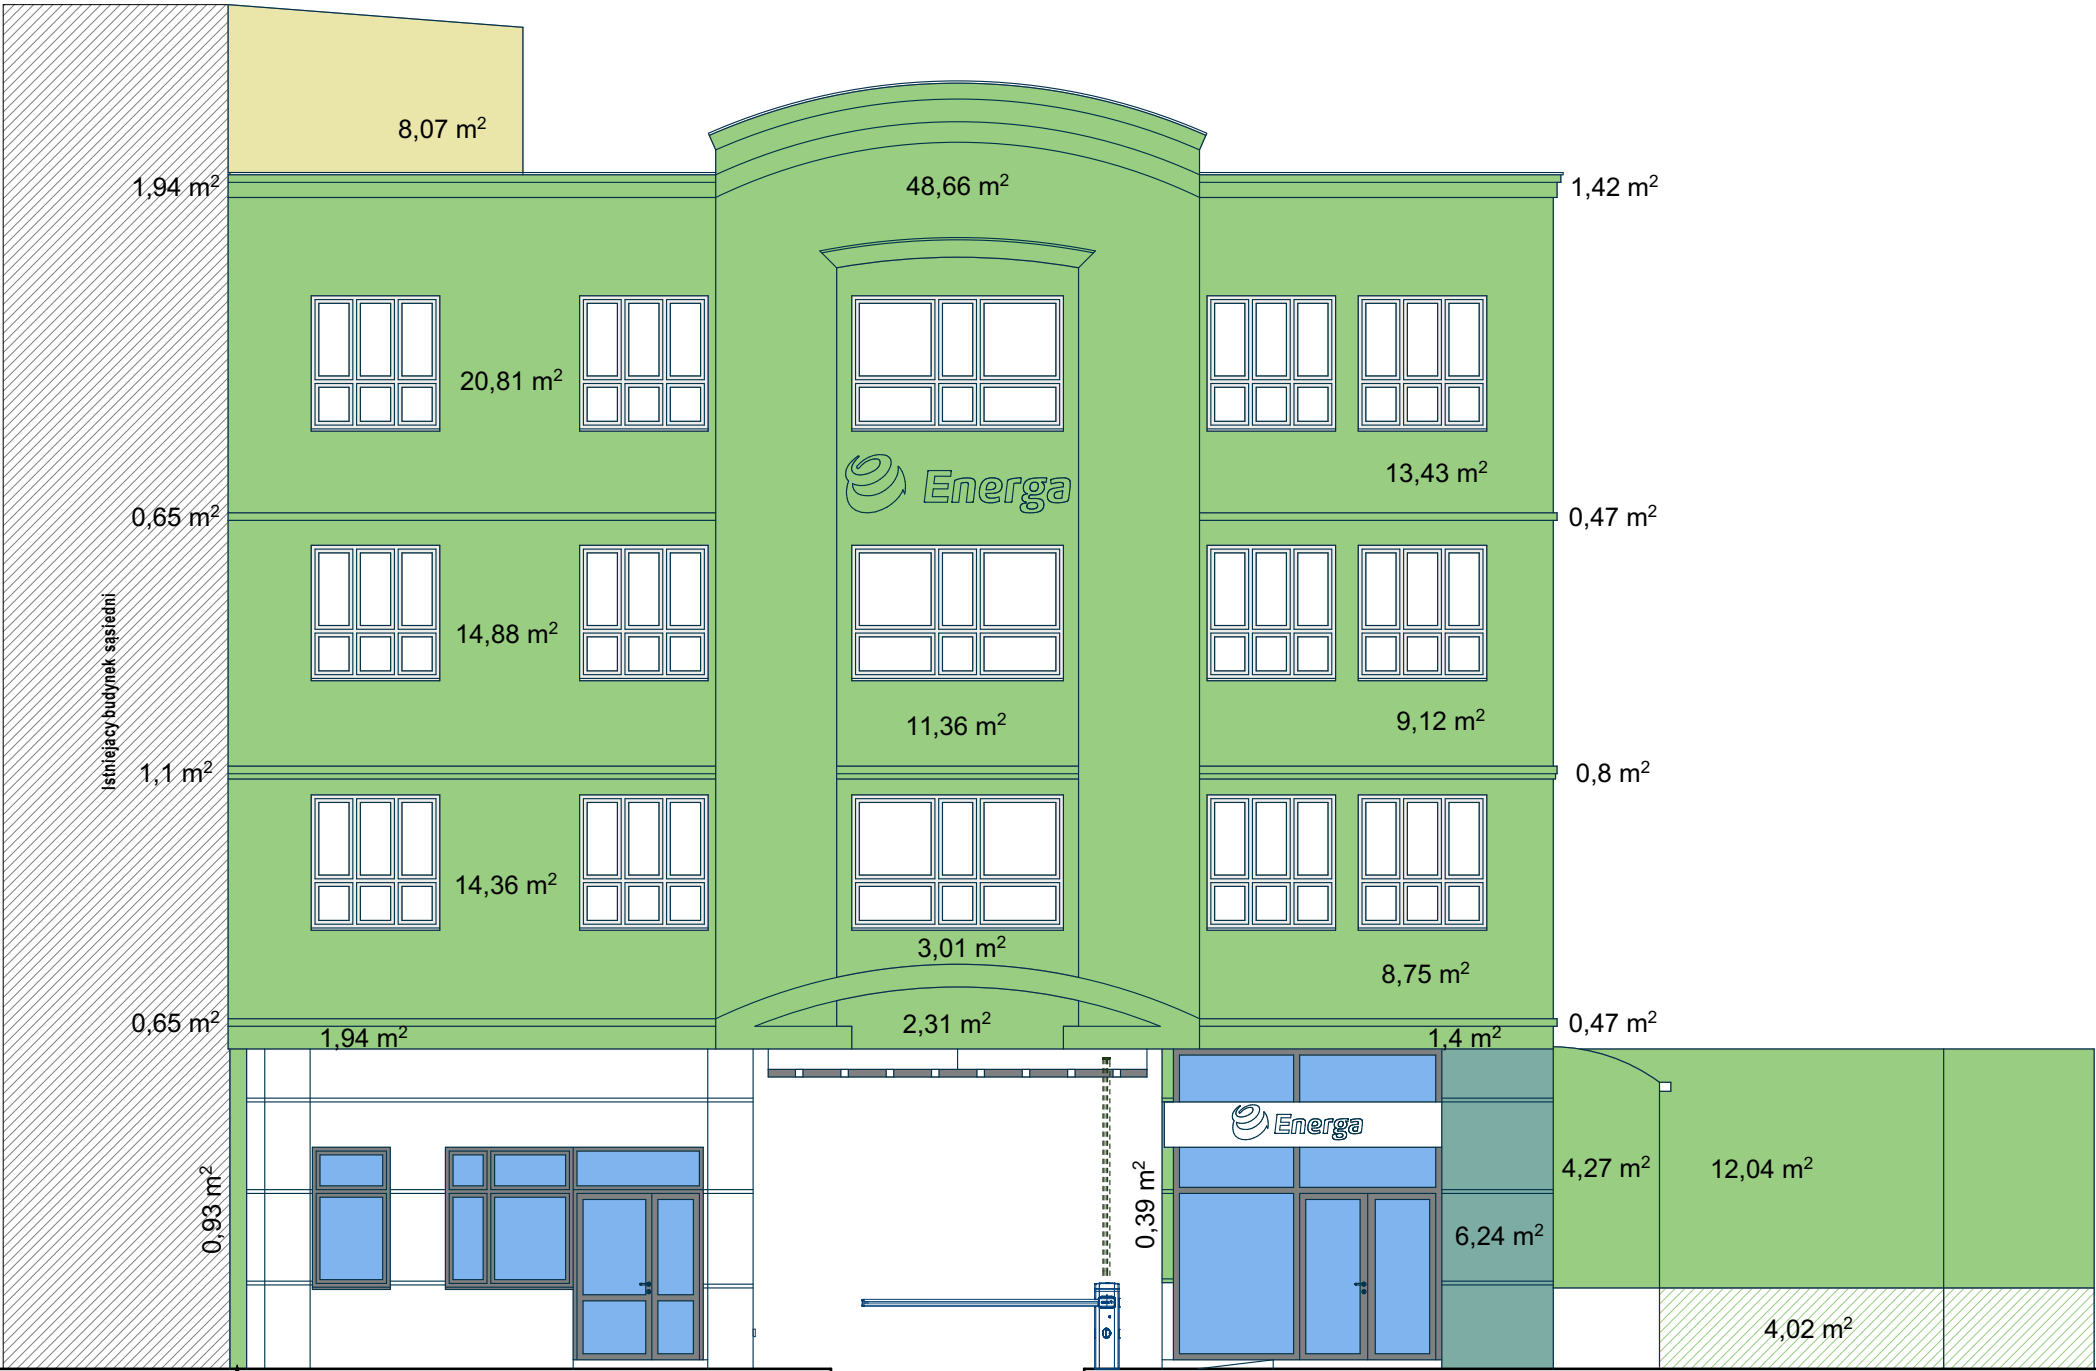 8,07 m²
1,94 m²
48,66 m²
1,42 m²
20,81 m²
13,43 m²
Energa
0,65 m²
0,47 m²
Istniejacy budynek sąsiedni
14,88 m²
11,36 m²
9,12 m²
1,1 m²
0,8 m²
14,36 m²
3,01 m²
8,75 m²
0,65 m²
1,94 m²
2,31 m²
1,4 m²
0,47 m²
Energa
0,93 m²
0,39 m²
4,27 m²
12,04 m²
6,24 m²
4,02 m²